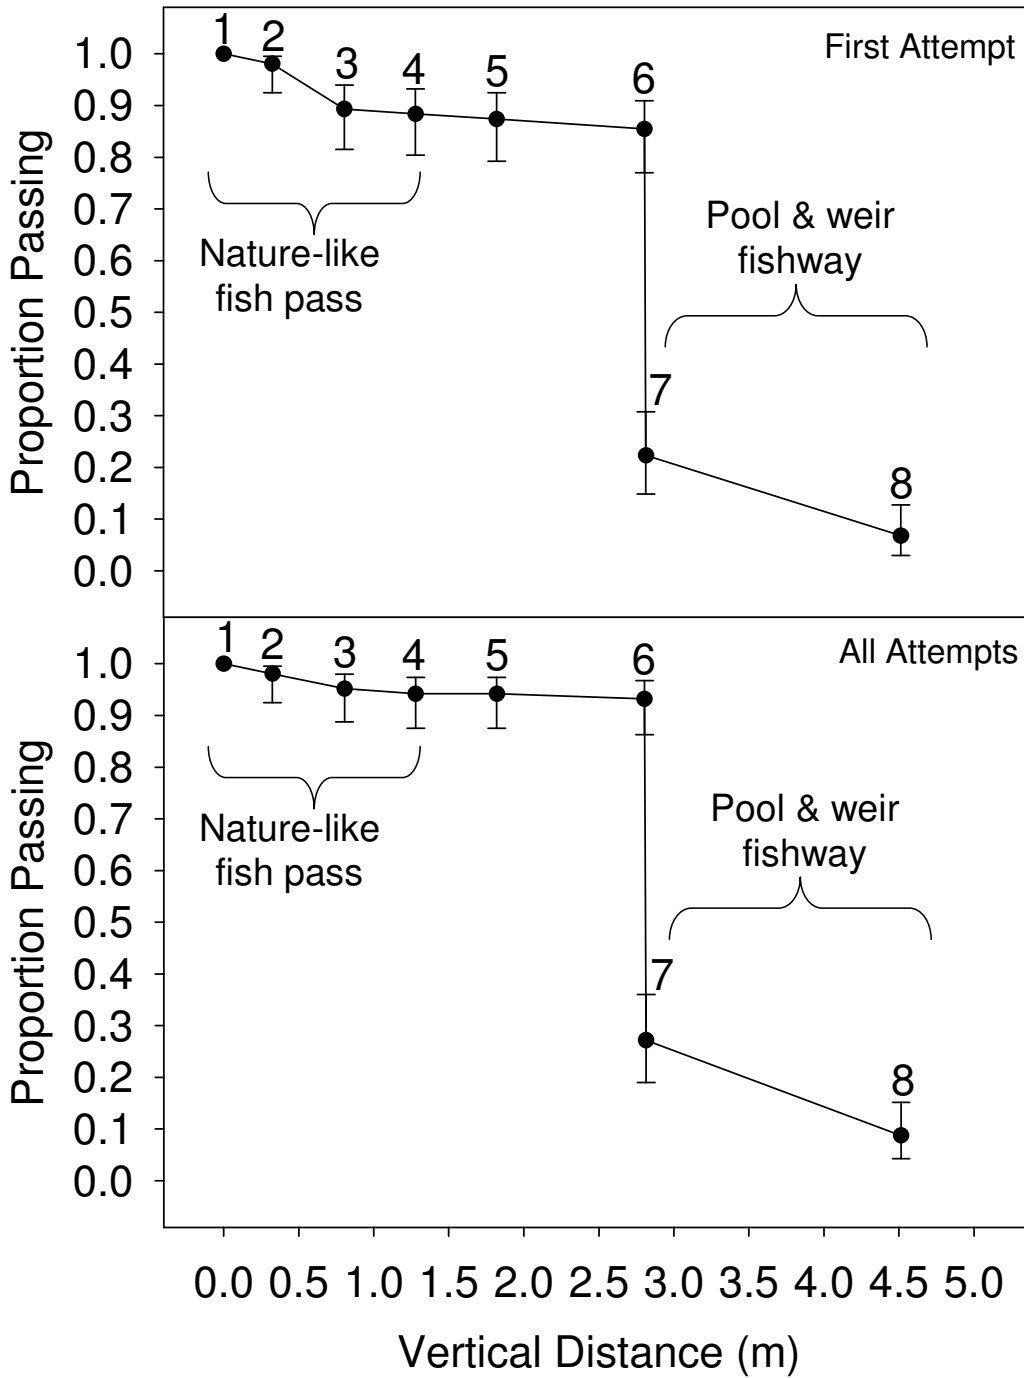 First Attempt
1 2 3 4 5 6 7 8
Proportion Passing
1.0
0.9
0.8
0.7
0.6
0.5
0.4
0.3
0.2
0.1
0.0
Nature-like
fish pass
Pool & weir
fishway
All Attempts
1 2 3 4 5 6 7 8
Proportion Passing
1.0
0.9
0.8
0.7
0.6
0.5
0.4
0.3
0.2
0.1
0.0
Nature-like
fish pass
Pool & weir
fishway
0.0 0.5 1.0 1.5 2.0 2.5 3.0 3.5 4.0 4.5 5.0
Vertical Distance (m)